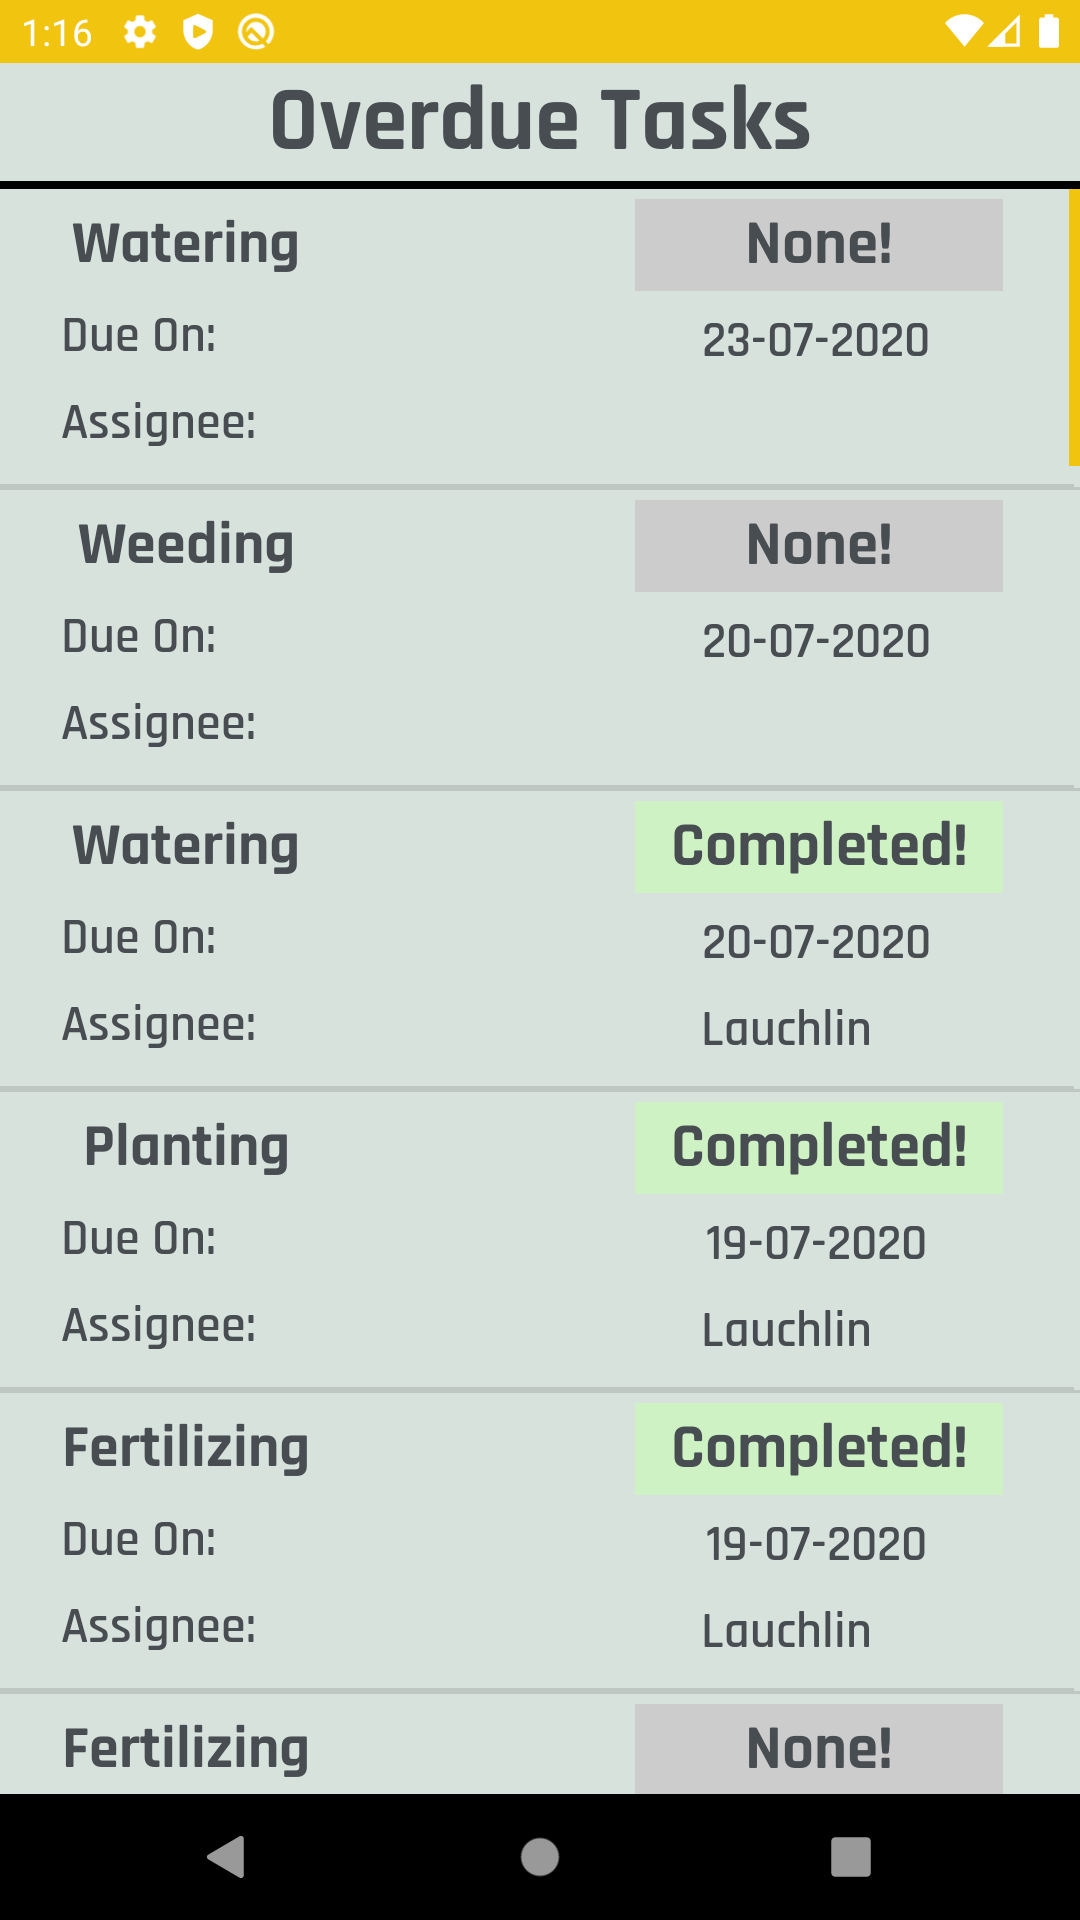 1:16
Overdue Tasks
Watering None!
Due On: 23-07-2020
Assignee:
Weeding None!
Due On: 20-07-2020
Assignee:
Watering Completed!
Due On: 20-07-2020
Assignee: Lauchlin
Planting Completed!
Due On: 19-07-2020
Assignee: Lauchlin
Fertilizing Completed!
Due On: 19-07-2020
Assignee: Lauchlin
Fertilizing None!